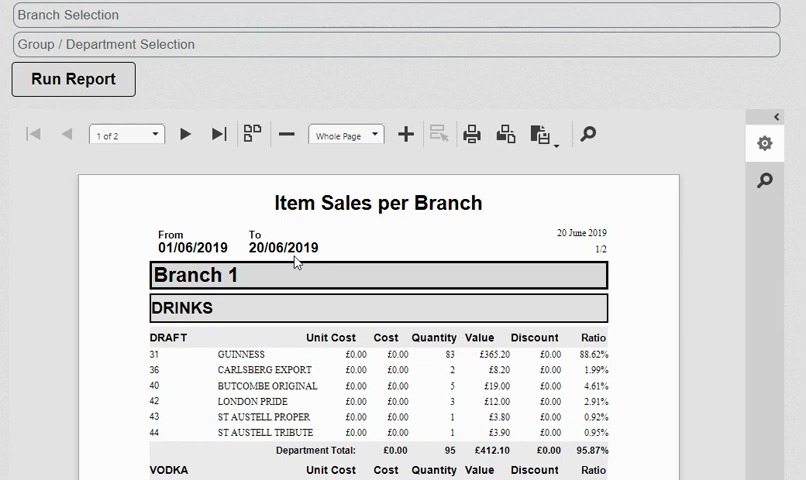 Branch Selection
Group / Department Selection
Run Report
1 of 2
Whole Page
Item Sales per Branch
From To 20 June 2019
01/06/2019 20/06/2019 1/2
Branch 1
DRINKS
DRAFT Unit Cost Cost Quantity Value Discount Ratio
31 GUINNESS £0.00 £0.00 83 £365.20 £0.00 88.62%
36 CARLSBERG EXPORT £0.00 £0.00 2 £8.20 £0.00 1.99%
40 BUTCOMBE ORIGINAL £0.00 £0.00 5 £19.00 £0.00 4.61%
42 LONDON PRIDE £0.00 £0.00 3 £12.00 £0.00 2.91%
43 ST AUSTELL PROPER £0.00 £0.00 1 £3.80 £0.00 0.92%
44 ST AUSTELL TRIBUTE £0.00 £0.00 1 £3.90 £0.00 0.95%
Department Total: £0.00 95 £412.10 £0.00 95.87%
VODKA Unit Cost Cost Quantity Value Discount Ratio